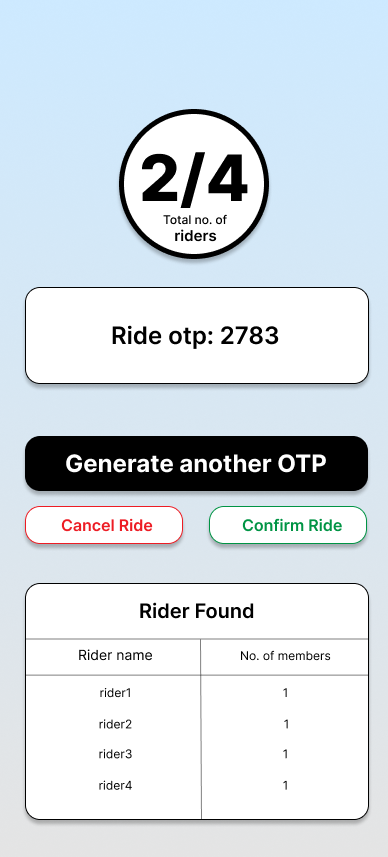 2/4
Total no. of
riders
Ride otp: 2783
Generate another OTP
Cancel Ride Confirm Ride
Rider Found
Rider name No. of members
rider1 1
rider2 1
rider3 1
rider4 1